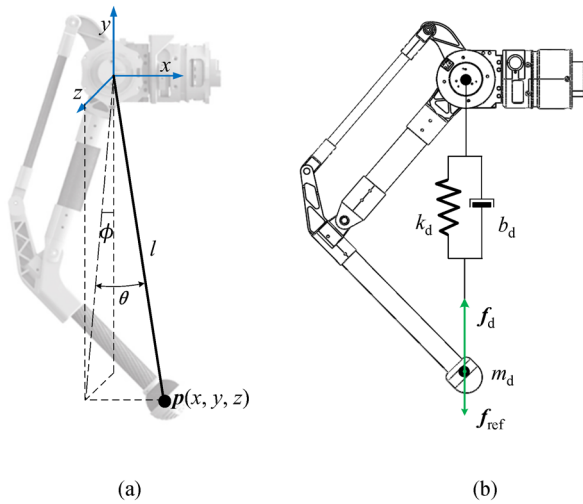 y
x
z
ϕ
l
θ
p(x, y, z)
(a)
k_d
b_d
f_d
m_d
f_ref
(b)